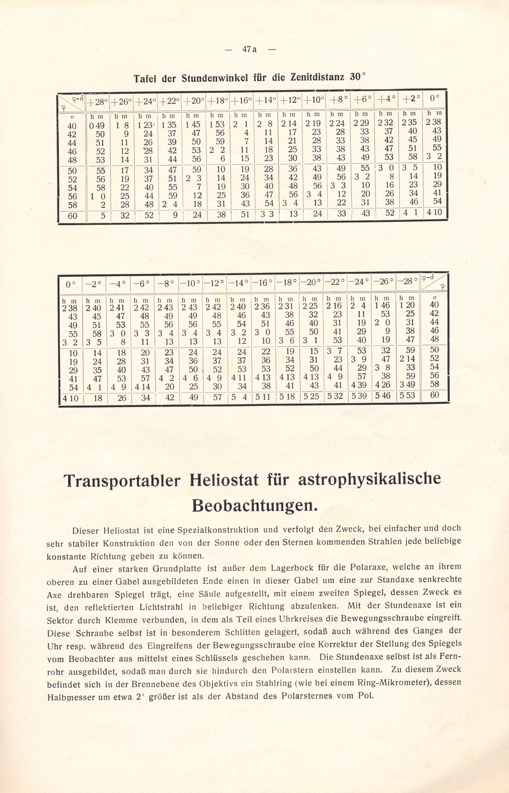 — 47a —
Tafel der Stundenwinkel für die Zenitdistanz 30°
φ-δ +28° +26° +24° +22° +20° +18° +16° +14° +12° +10° +8° +6° +4° +2° 0°
φ
° h m h m h m h m h m h m h m h m h m h m h m h m h m h m h m
40 0 49 1 8 1 23 1 35 1 45 1 53 2 1 2 8 2 14 2 19 2 24 2 29 2 32 2 35 2 38
42 50 9 24 37 47 56 4 11 17 23 28 33 37 40 43
44 51 11 26 39 50 59 7 14 21 28 33 38 42 45 49
46 52 12 28 42 53 2 2 11 18 25 33 38 43 47 51 55
48 53 14 31 44 56 6 15 23 30 38 43 49 53 58 3 2
50 55 17 34 47 59 10 19 28 36 43 49 55 3 0 3 5 10
52 56 19 37 51 2 3 14 24 34 42 49 56 3 2 8 14 19
54 58 22 40 55 7 19 30 40 48 56 3 3 10 16 23 29
56 1 0 25 44 59 12 25 36 47 56 3 4 12 20 26 34 41
58 2 28 48 2 4 18 31 43 54 3 4 13 22 31 38 46 54
60 5 32 52 9 24 38 51 3 3 13 24 33 43 52 4 1 4 10
0° −2° −4° −6° −8° −10° −12° −14° −16° −18° −20° −22° −24° −26° −28° φ-δ
φ
h m h m h m h m h m h m h m h m h m h m h m h m h m h m h m °
2 38 2 40 2 41 2 42 2 43 2 43 2 42 2 40 2 36 2 31 2 25 2 16 2 4 1 46 1 20 40
43 45 47 48 49 49 48 46 43 38 32 23 11 53 25 42
49 51 53 55 56 56 55 54 51 46 40 31 19 2 0 31 44
55 58 3 0 3 3 3 4 3 4 3 4 3 2 3 0 55 50 41 29 9 38 46
3 2 3 5 8 11 13 13 13 12 10 3 6 3 1 53 40 19 47 48
10 14 18 20 23 24 24 24 22 19 15 3 7 53 32 59 50
19 24 28 31 34 36 37 37 36 34 31 23 3 9 47 2 14 52
29 35 40 43 47 50 52 53 53 52 50 44 29 3 8 33 54
41 47 53 57 4 2 4 6 4 9 4 11 4 13 4 13 4 13 4 9 57 38 59 56
54 4 1 4 9 4 14 20 25 30 34 38 41 43 41 4 39 4 26 3 49 58
4 10 18 26 34 42 49 57 5 4 5 11 5 18 5 25 5 32 5 39 5 46 5 53 60
Transportabler Heliostat für astrophysikalische
Beobachtungen.
Dieser Heliostat ist eine Spezialkonstruktion und verfolgt den Zweck, bei einfacher und doch
sehr stabiler Konstruktion den von der Sonne oder den Sternen kommenden Strahlen jede beliebige
konstante Richtung geben zu können.
Auf einer starken Grundplatte ist außer dem Lagerbock für die Polaraxe, welche an ihrem
oberen zu einer Gabel ausgebildeten Ende einen in dieser Gabel um eine zur Standaxe senkrechte
Axe drehbaren Spiegel trägt, eine Säule aufgestellt, mit einem zweiten Spiegel, dessen Zweck es
ist, den reflektierten Lichtstrahl in beliebiger Richtung abzulenken. Mit der Stundenaxe ist ein
Sektor durch Klemme verbunden, in dem als Teil eines Uhrkreises die Bewegungsschraube eingreift.
Diese Schraube selbst ist in besonderem Schlitten gelagert, sodaß auch während des Ganges der
Uhr resp. während des Eingreifens der Bewegungsschraube eine Korrektur der Stellung des Spiegels
vom Beobachter aus mittelst eines Schlüssels geschehen kann. Die Stundenaxe selbst ist als Fern-
rohr ausgebildet, sodaß man durch sie hindurch den Polarstern einstellen kann. Zu diesem Zweck
befindet sich in der Brennebene des Objektivs ein Stahlring (wie bei einem Ring-Mikrometer), dessen
Halbmesser um etwa 2′ größer ist als der Abstand des Polarsternes vom Pol.